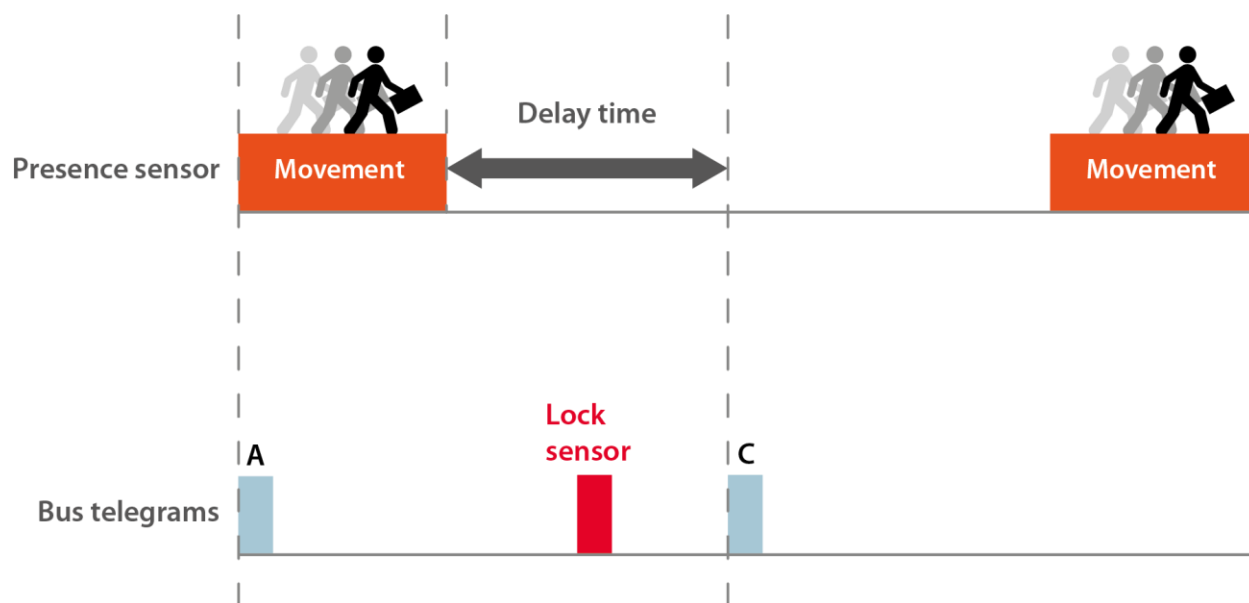 Delay time
Presence sensor
Movement
Movement
Lock
sensor
A
C
Bus telegrams